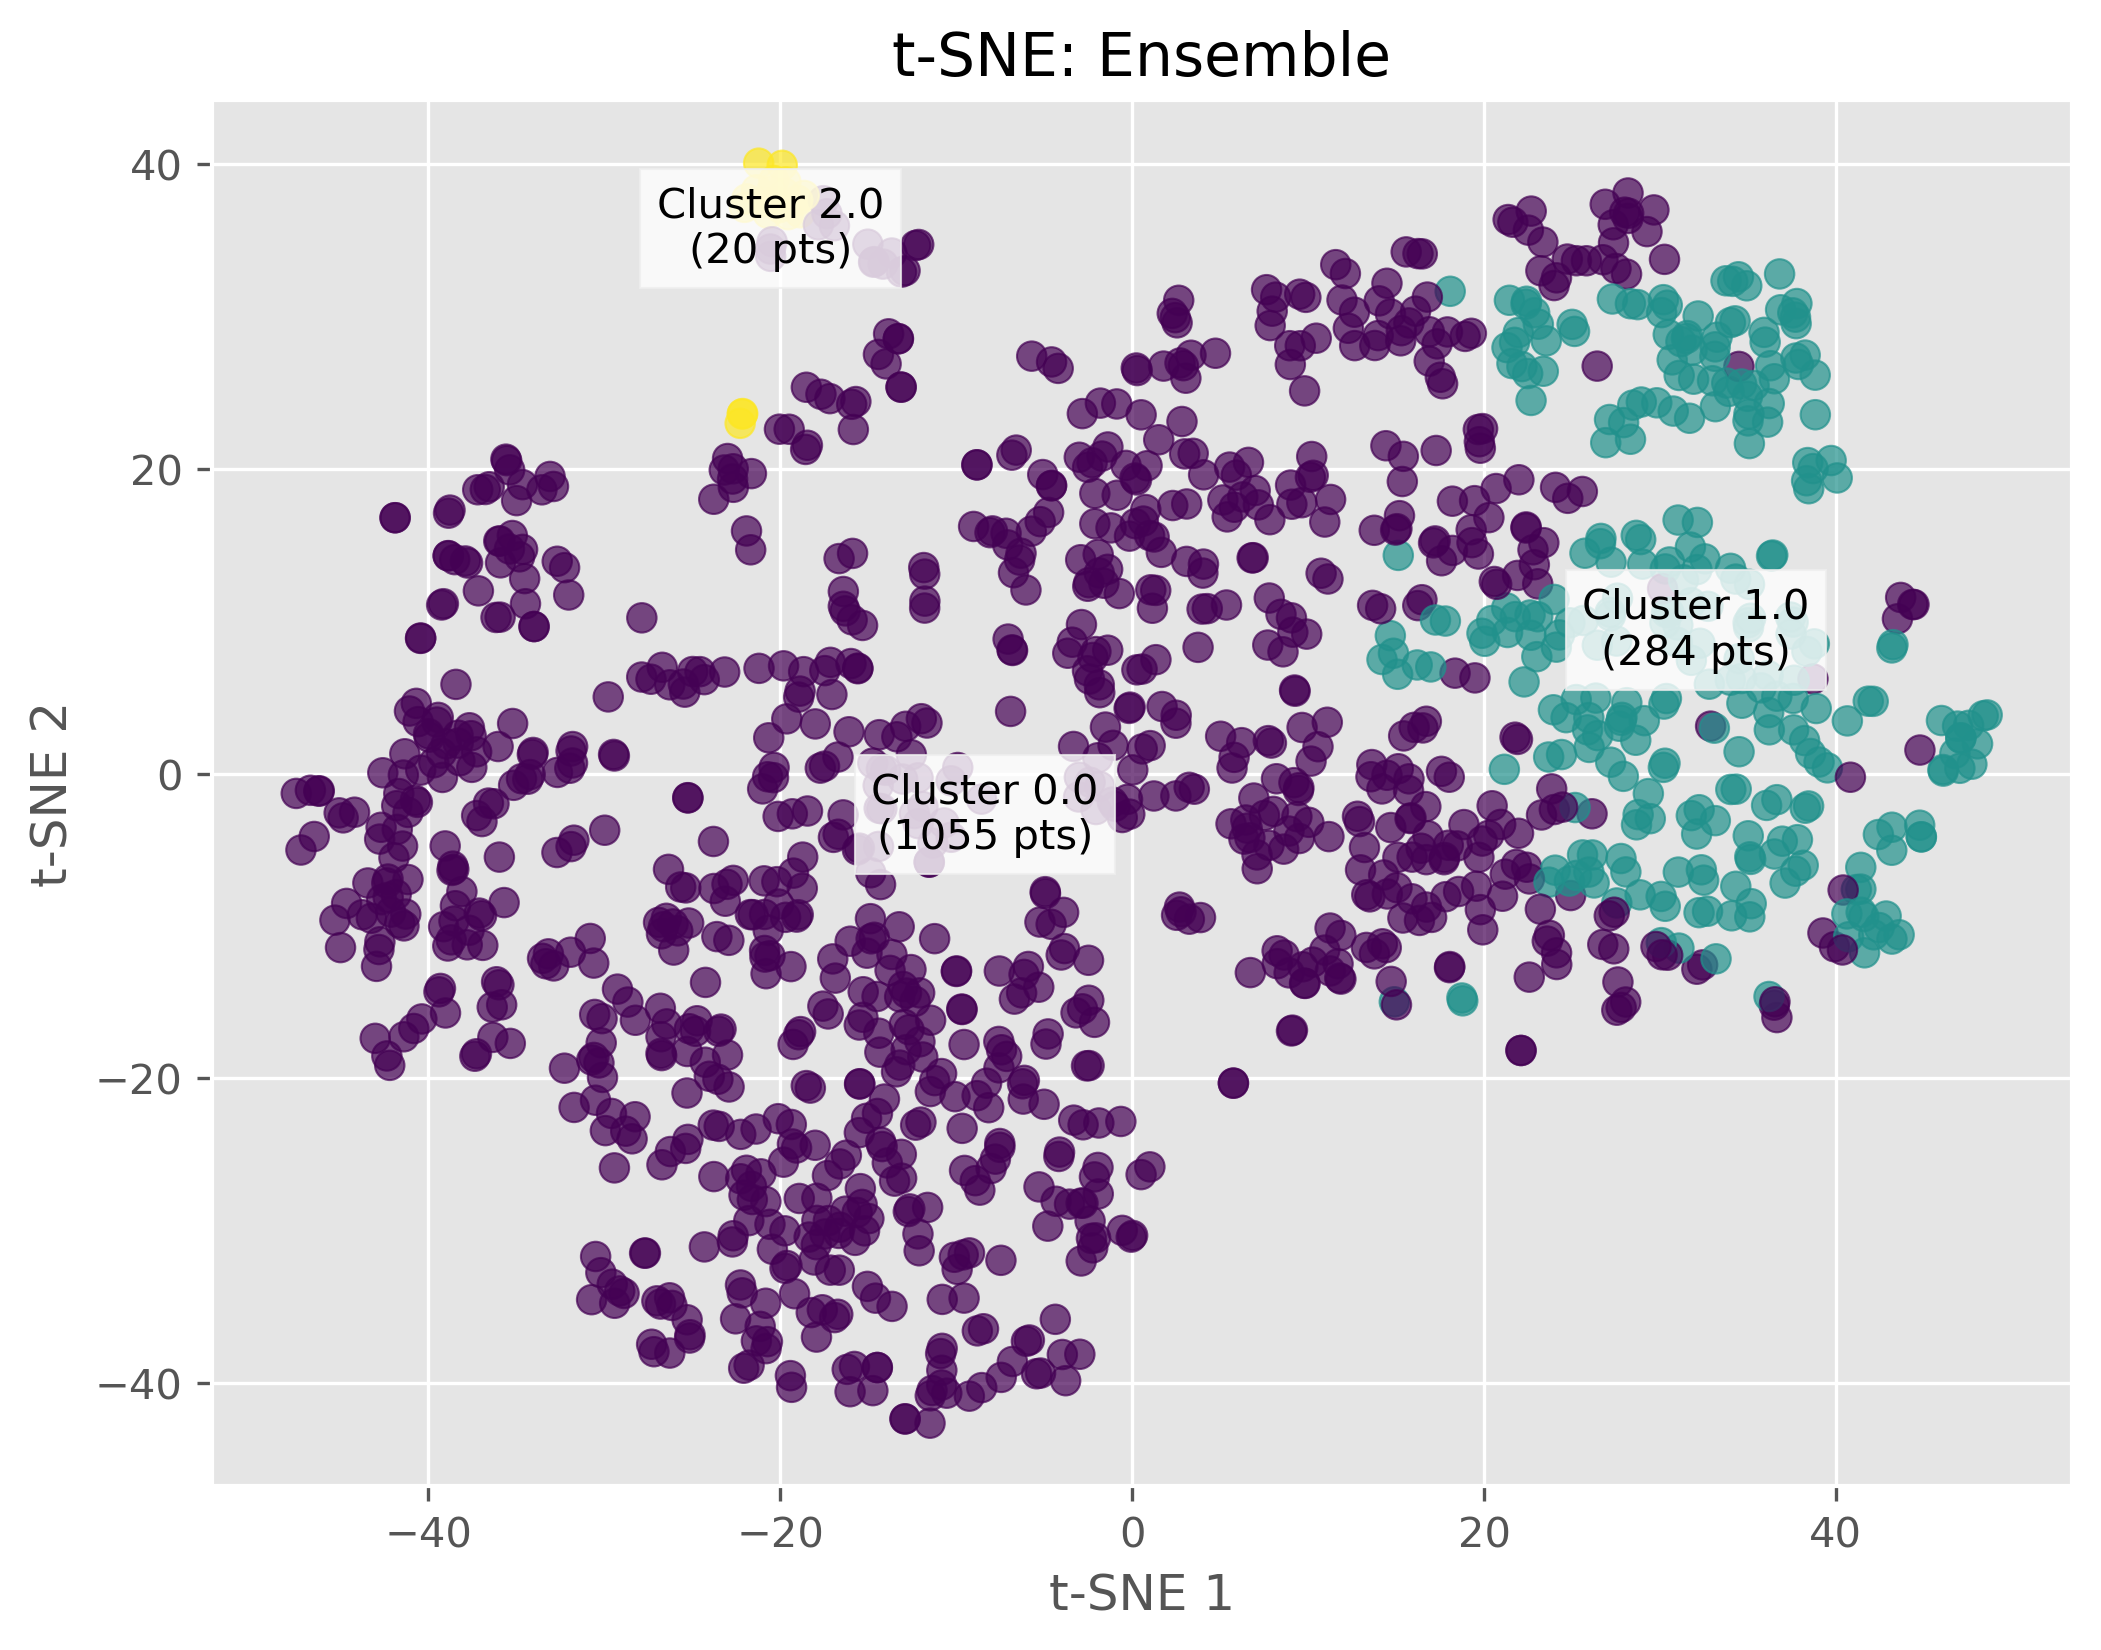 t-SNE: Ensemble
40
20
0
−20
−40
t-SNE 2
Cluster 2.0
(20 pts)
Cluster 1.0
(284 pts)
Cluster 0.0
(1055 pts)
−40
−20
0
20
40
t-SNE 1